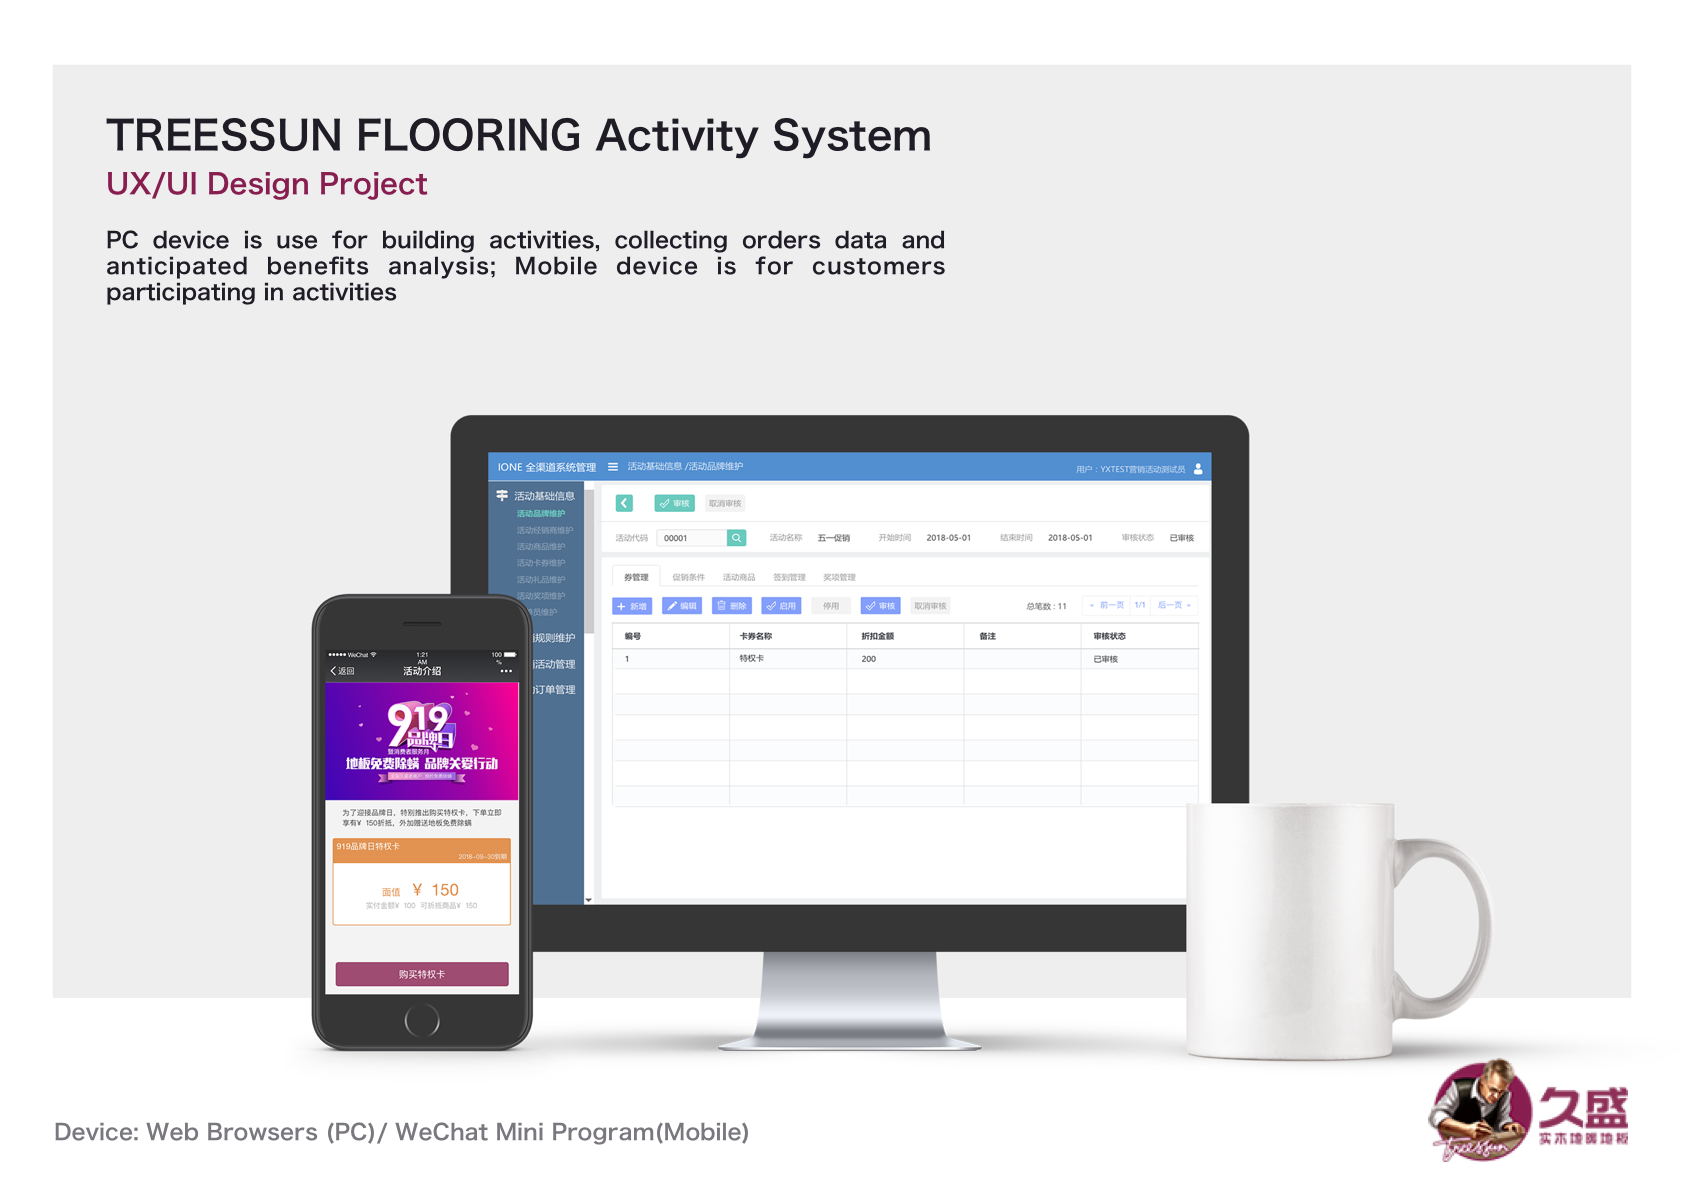 TREESSUN FLOORING Activity System
UX/UI Design Project
PC device is use for building activities, collecting orders data and
anticipated benefits analysis; Mobile device is for customers
participating in activities
IONE 全渠道系统管理
活动基础信息 /活动品牌维护
用户：YXTEST营销活动测试员
活动基础信息
活动品牌维护
活动经销商维护
活动商品维护
活动卡券维护
活动礼品维护
活动奖项维护
员维护
规则维护
活动管理
订单管理
审核 取消审核
活动代码 00001 活动名称 五一促销 开始时间 2018-05-01 结束时间 2018-05-01 审核状态 已审核
券管理 促销条件 活动商品 签到管理 奖项管理
+ 新增 编辑 删除 启用 停用 审核 取消审核 总笔数：11 « 前一页 1/1 后一页 »
编号 卡券名称 折扣金额 备注 审核状态
1 特权卡 200 已审核
WeChat 1:21 AM 100 %
返回 活动介绍
919
品牌日
暨消费者服务月
地板免费除螨 品牌关爱行动
为了迎接品牌日，特别推出购买特权卡，下单立即
享有¥ 150折抵，外加赠送地板免费除螨
919品牌日特权卡
2018-09-30到期
面值 ¥ 150
实付金额¥ 100 可折抵商品¥ 150
购买特权卡
Device: Web Browsers (PC)/ WeChat Mini Program(Mobile)
Treessun
久盛
实木地暖地板